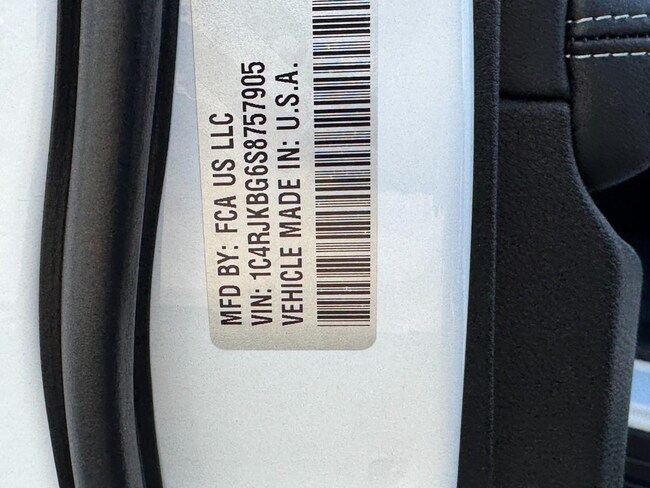 MFD BY: FCA US LLC
VIN: 1C4RJKBG6S8757905
VEHICLE MADE IN: U.S.A.